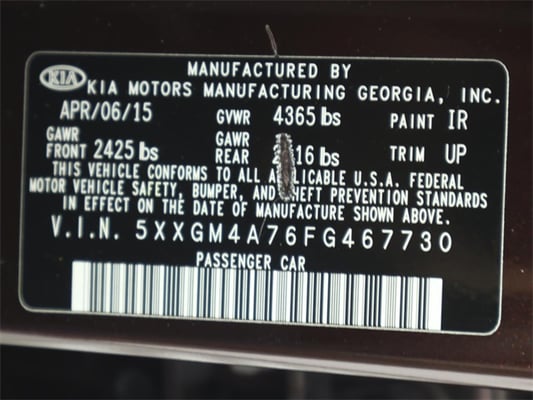 MANUFACTURED BY
KIA KIA MOTORS MANUFACTURING GEORGIA, INC.
APR/06/15 GVWR 4365 lbs PAINT IR
GAWR FRONT 2425 lbs GAWR REAR lbs TRIM UP
THIS VEHICLE CONFORMS TO ALL APPLICABLE U.S.A. FEDERAL
MOTOR VEHICLE SAFETY, BUMPER, AND THEFT PREVENTION STANDARDS
IN EFFECT ON THE DATE OF MANUFACTURE SHOWN ABOVE.
V.I.N. 5XXGM4A76FG467730
PASSENGER CAR